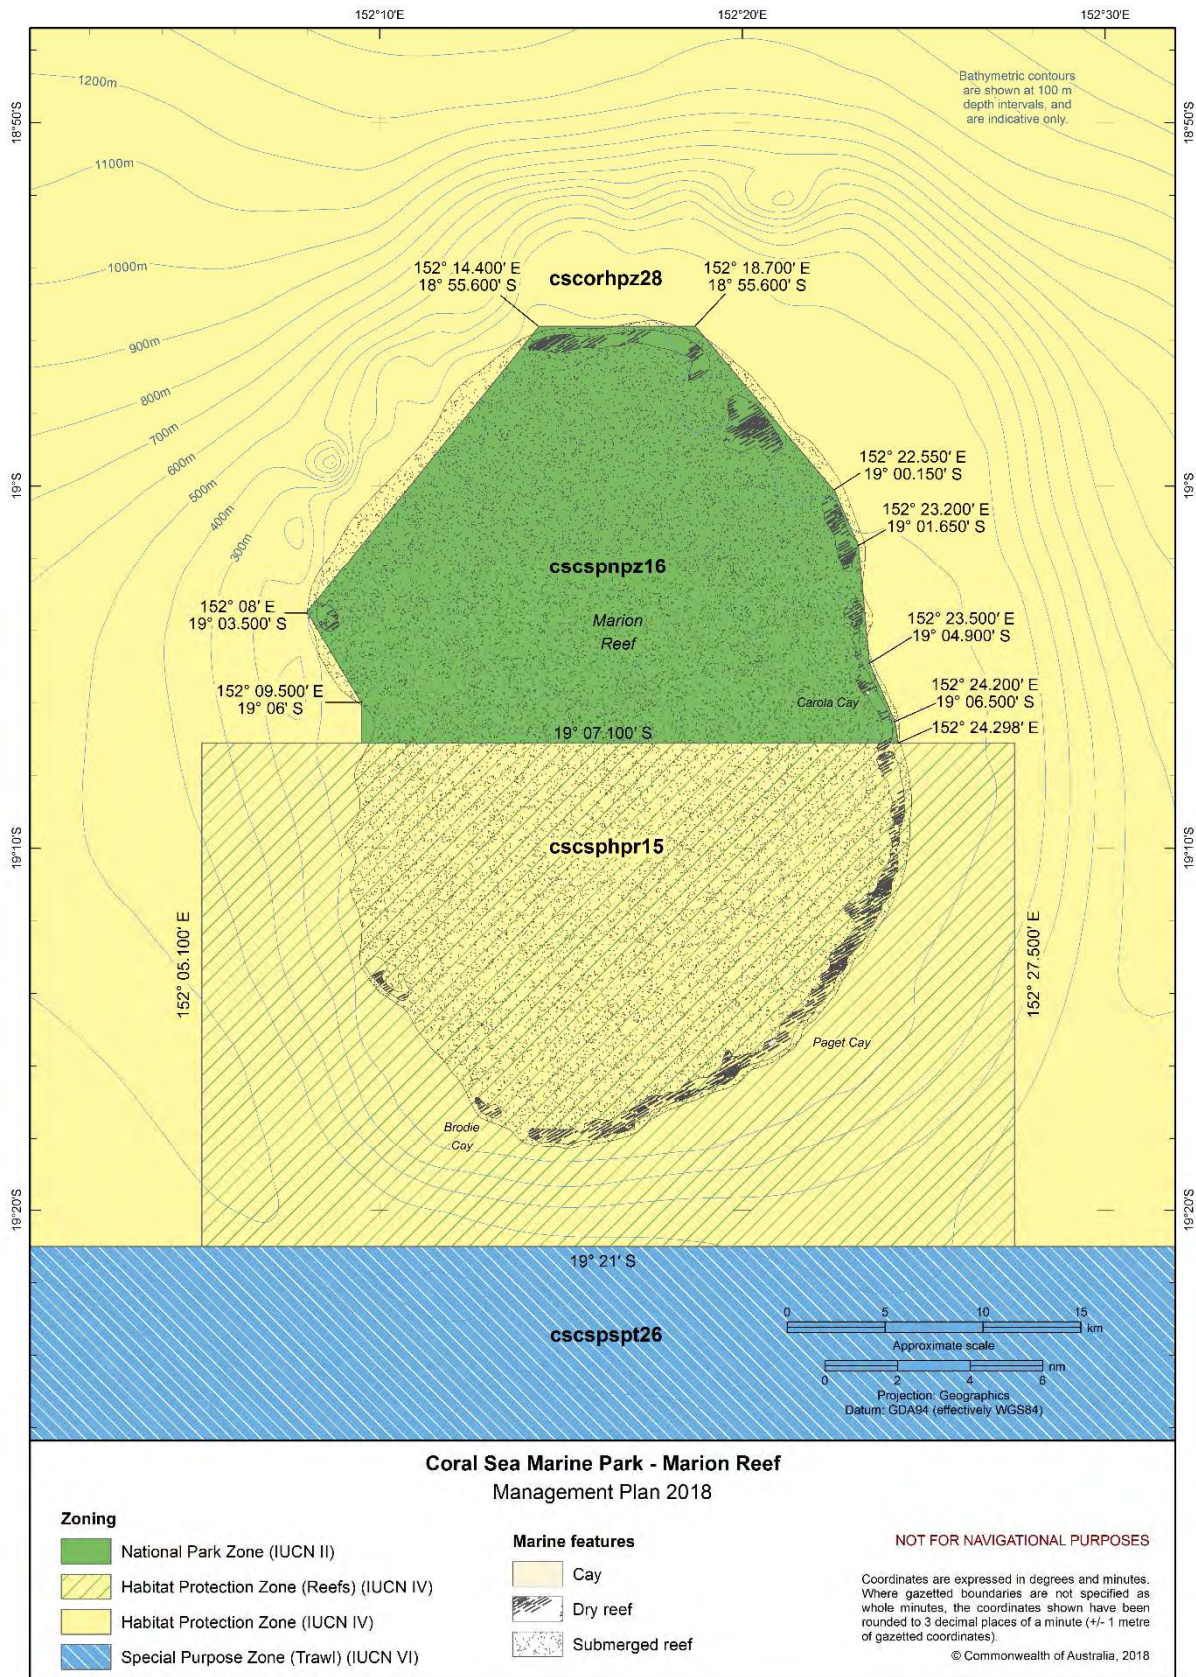 152°10'E
152°20'E
152°30'E
1200m
Bathymetric contours
are shown at 100 m
depth intervals, and
are indicative only.
18°50'S
18°50'S
1100m
1000m
152° 14.400' E
18° 55.600' S
cscorhpz28
152° 18.700' E
18° 55.600' S
900m
800m
700m
600m
500m
400m
300m
152° 22.550' E
19° 00.150' S
19°S
19°S
152° 23.200' E
19° 01.650' S
cscspnpz16
152° 08' E
19° 03.500' S
Marion
Reef
152° 23.500' E
19° 04.900' S
152° 09.500' E
19° 06' S
Carola Cay
152° 24.200' E
19° 06.500' S
19° 07.100' S
152° 24.298' E
cscsphpr15
19°10'S
19°10'S
152° 05.100' E
152° 27.500' E
Paget Cay
Brodie
Cay
19°20'S
19°20'S
19° 21' S
cscspspt26
0 5 10 15
km
Approximate scale
nm
0 2 4 6
Projection: Geographics
Datum: GDA94 (effectively WGS84)
Coral Sea Marine Park - Marion Reef
Management Plan 2018
Zoning
National Park Zone (IUCN II)
Habitat Protection Zone (Reefs) (IUCN IV)
Habitat Protection Zone (IUCN IV)
Special Purpose Zone (Trawl) (IUCN VI)
Marine features
Cay
Dry reef
Submerged reef
NOT FOR NAVIGATIONAL PURPOSES
Coordinates are expressed in degrees and minutes.
Where gazetted boundaries are not specified as
whole minutes, the coordinates shown have been
rounded to 3 decimal places of a minute (+/- 1 metre
of gazetted coordinates).
© Commonwealth of Australia, 2018